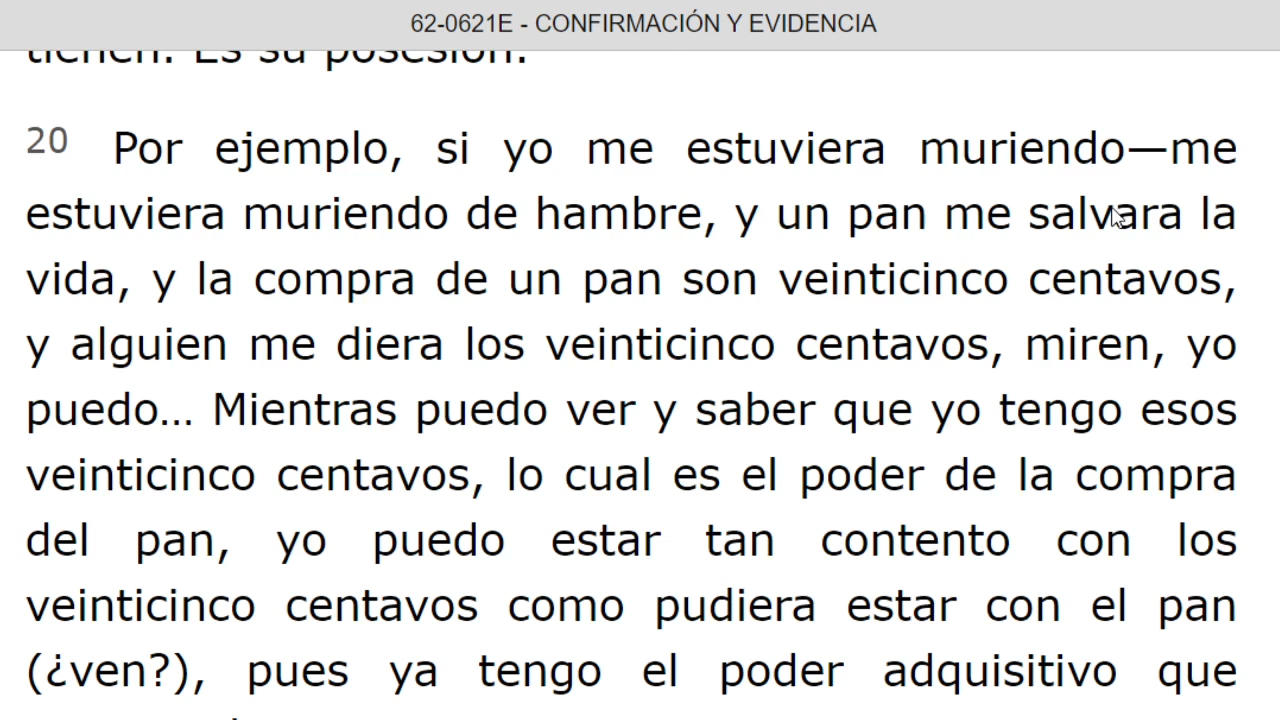 62-0621E - CONFIRMACIÓN Y EVIDENCIA
tienen. Es su posesión.
20 Por ejemplo, si yo me estuviera muriendo—me
estuviera muriendo de hambre, y un pan me salvara la
vida, y la compra de un pan son veinticinco centavos,
y alguien me diera los veinticinco centavos, miren, yo
puedo… Mientras puedo ver y saber que yo tengo esos
veinticinco centavos, lo cual es el poder de la compra
del pan, yo puedo estar tan contento con los
veinticinco centavos como pudiera estar con el pan
(¿ven?), pues ya tengo el poder adquisitivo que